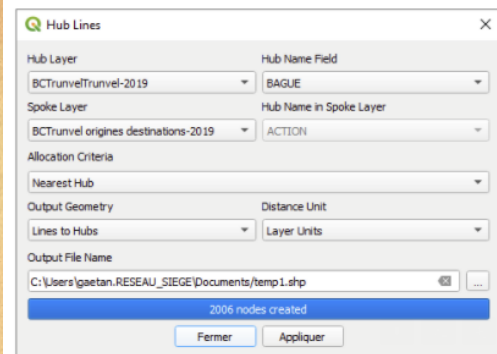 Hub Lines
Hub Layer Hub Name Field
BCTrunvelTrunvel-2019 BAGUE
Spoke Layer Hub Name in Spoke Layer
BCTrunvel origines destinations-2019 ACTION
Allocation Criteria
Nearest Hub
Output Geometry Distance Unit
Lines to Hubs Layer Units
Output File Name
C:\Users\gaetan.RESEAU_SIEGE\Documents/temp1.shp ...
2006 nodes created
Fermer Appliquer